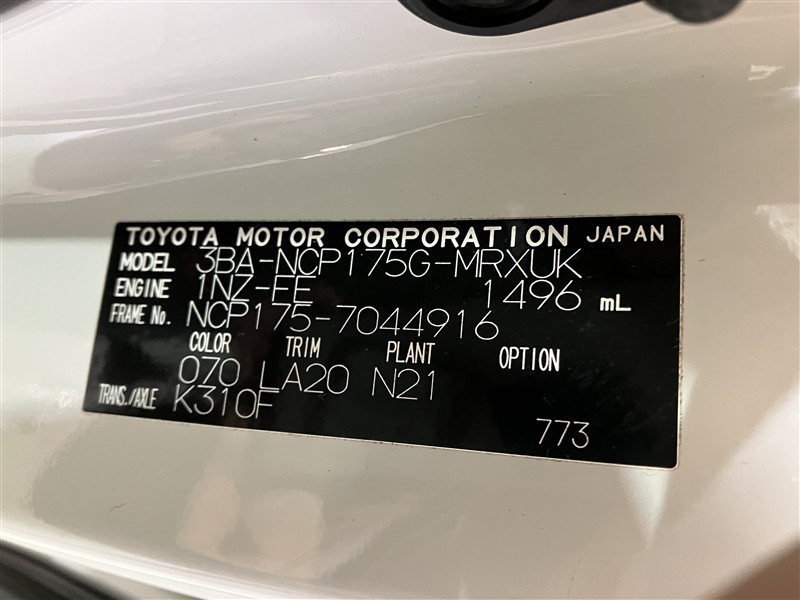 TOYOTA MOTOR CORPORATION JAPAN
MODEL 3BA-NCP175G-MRXUK
ENGINE 1NZ-FE 1496 mL
FRAME No. NCP175-7044916
COLOR TRIM PLANT OPTION
070 LA20 N21
TRANS./AXLE K310F
773